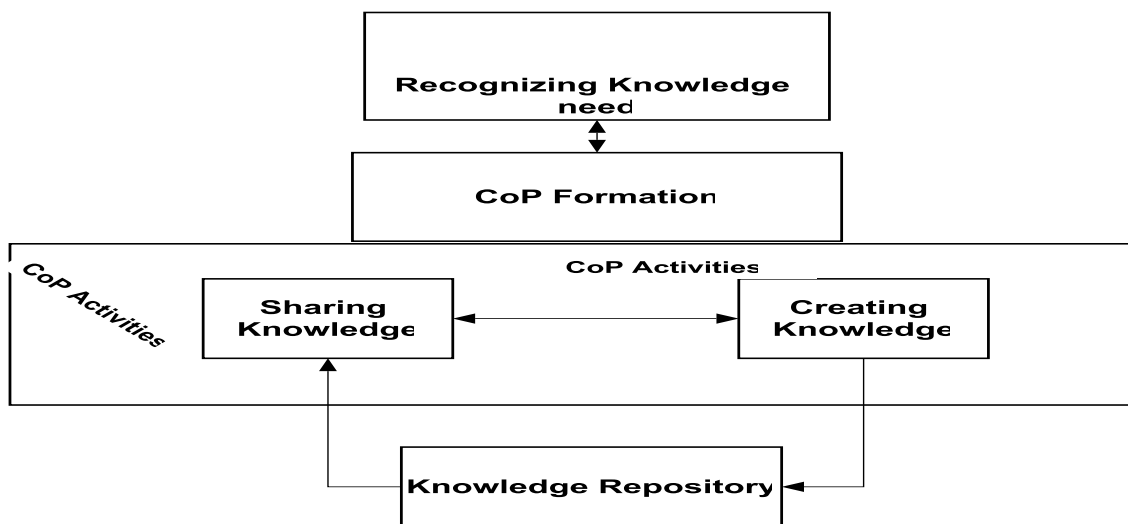 Recognizing Knowledge
need
CoP Formation
CoP Activities
CoP Activities
Sharing
Knowledge
Creating
Knowledge
Knowledge Repository